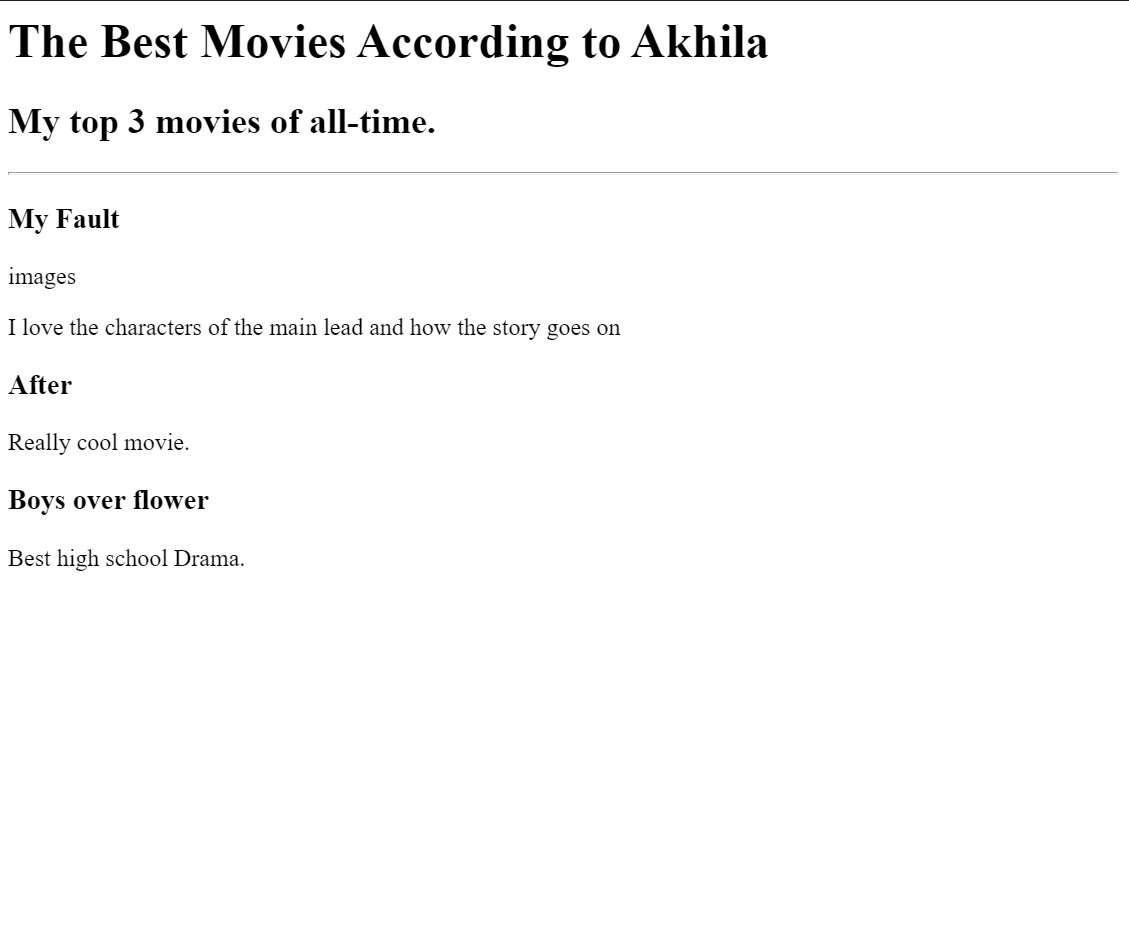 The Best Movies According to Akhila
My top 3 movies of all-time.
My Fault
images
I love the characters of the main lead and how the story goes on
After
Really cool movie.
Boys over flower
Best high school Drama.